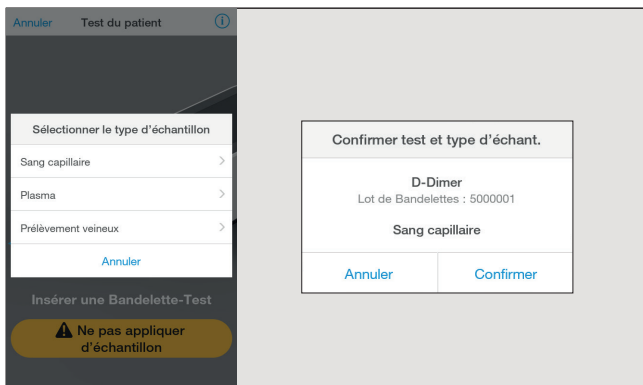 Annuler Test du patient
Sélectionner le type d'échantillon
Sang capillaire
Plasma
Prélèvement veineux
Annuler
Insérer une Bandelette-Test
Ne pas appliquer
d'échantillon
Confirmer test et type d'échant.
D-Dimer
Lot de Bandelettes : 5000001
Sang capillaire
Annuler Confirmer